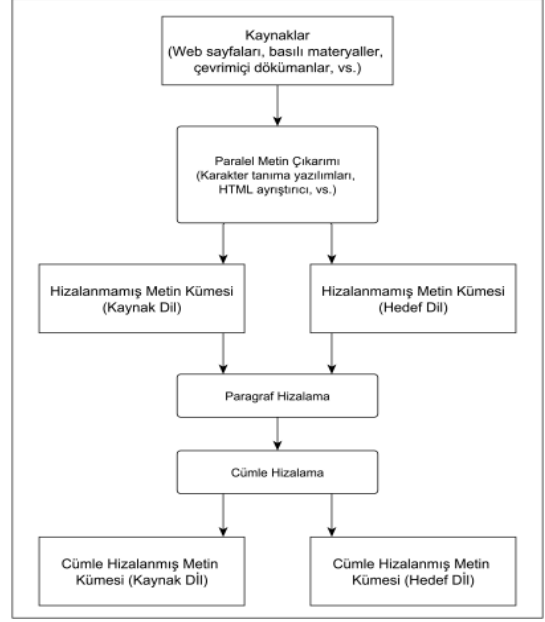 Kaynaklar
(Web sayfaları, basılı materyaller,
çevrimiçi dökümanlar, vs.)
Paralel Metin Çıkarımı
(Karakter tanıma yazılımları,
HTML ayrıştırıcı, vs.)
Hizalanmamış Metin Kümesi
(Kaynak Dil)
Hizalanmamış Metin Kümesi
(Hedef Dil)
Paragraf Hizalama
Cümle Hizalama
Cümle Hizalanmış Metin
Kümesi (Kaynak Dİl)
Cümle Hizalanmış Metin
Kümesi (Hedef Dİl)